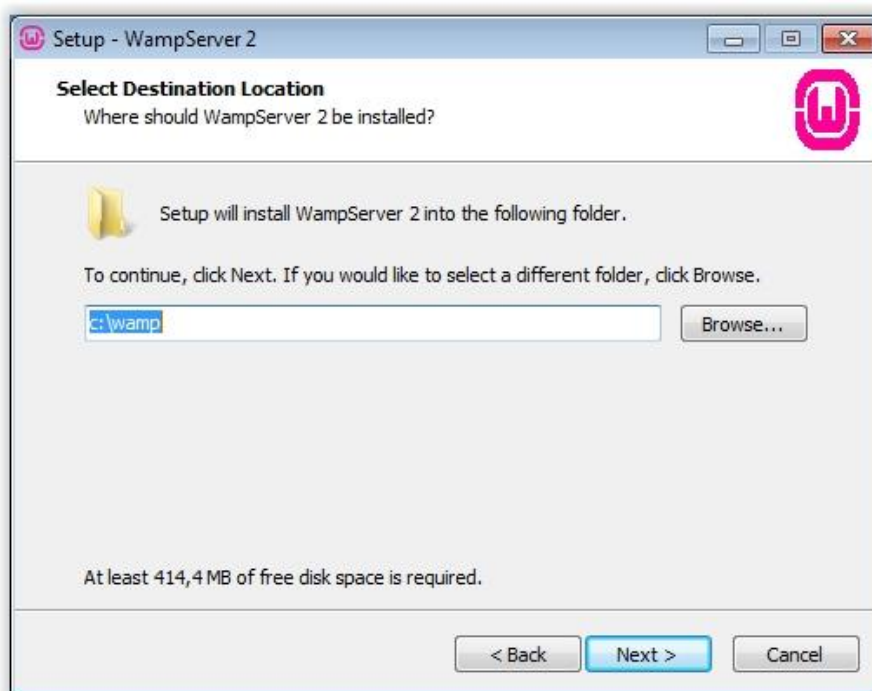 Setup - WampServer 2
Select Destination Location
Where should WampServer 2 be installed?
Setup will install WampServer 2 into the following folder.
To continue, click Next. If you would like to select a different folder, click Browse.
c:\wamp
Browse...
At least 414,4 MB of free disk space is required.
< Back
Next >
Cancel